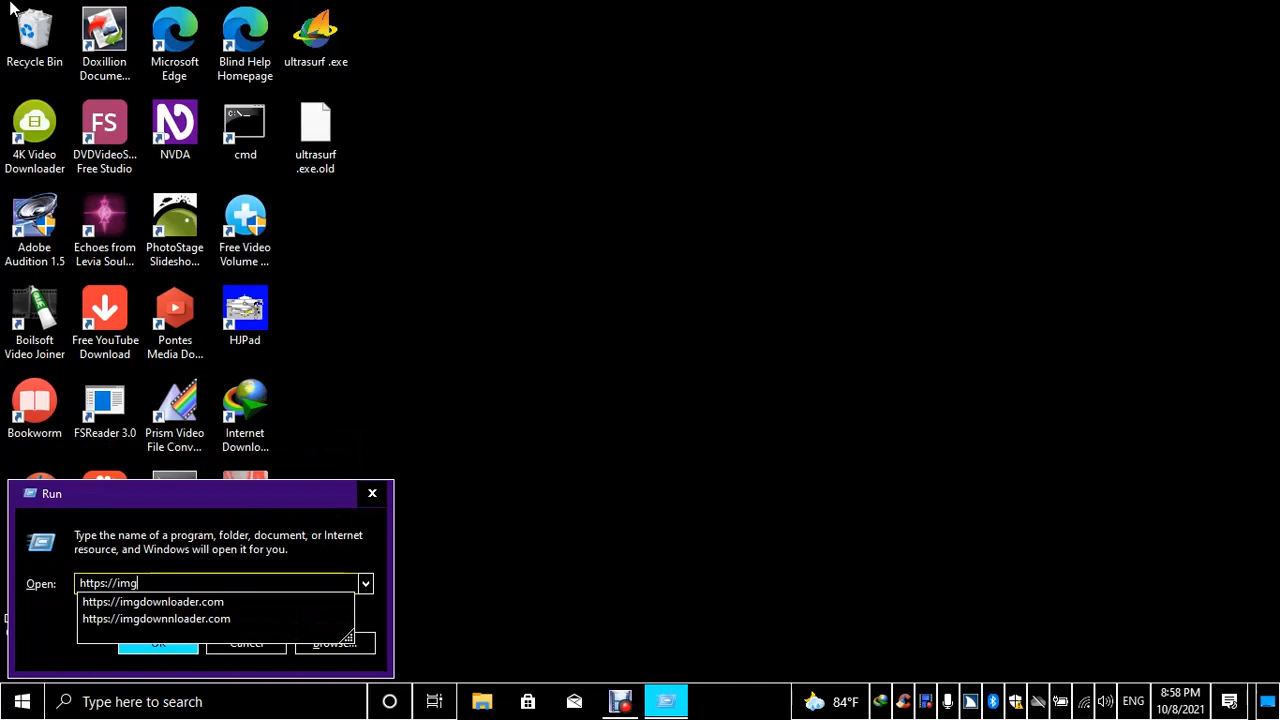 Recycle Bin
Doxillion
Docume...
Microsoft
Edge
Blind Help
Homepage
ultrasurf .exe
4K Video
Downloader
FS
DVDVideoS...
Free Studio
NVDA
C:\_
cmd
ultrasurf
.exe.old
Adobe
Audition 1.5
Echoes from
Levia Soul...
PhotoStage
Slidesho...
Free Video
Volume ...
Boilsoft
Video Joiner
Free YouTube
Download
Pontes
Media Do...
HJPad
Bookworm
FSReader 3.0
Prism Video
File Conv...
Internet
Downlo...
Run
Type the name of a program, folder, document, or Internet
resource, and Windows will open it for you.
Open:
https://img
https://imgdownloader.com
https://imgdownnloader.com
OK
Cancel
Browse...
Type here to search
84°F
ENG
8:58 PM
10/8/2021